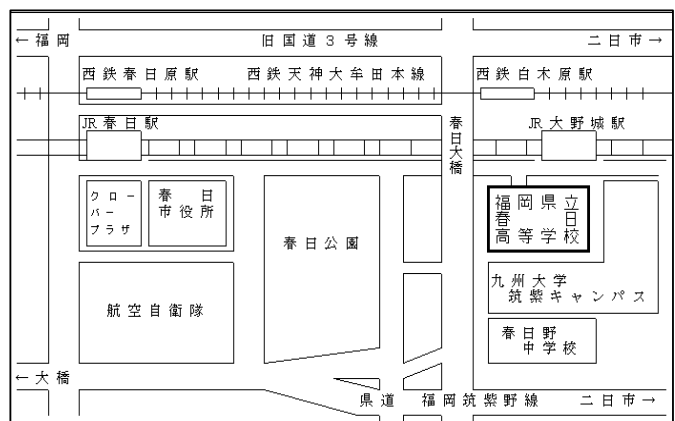 ←福岡
旧国道3号線
二日市→
西鉄春日原駅
西鉄天神大牟田本線
西鉄白木原駅
JR春日駅
春日大橋
JR大野城駅
クロー
バー
プラザ
春日
市役所
春日公園
福岡県立
春日
高等学校
九州大学
筑紫キャンパス
航空自衛隊
春日野
中学校
←大橋
県道 福岡筑紫野線 二日市→